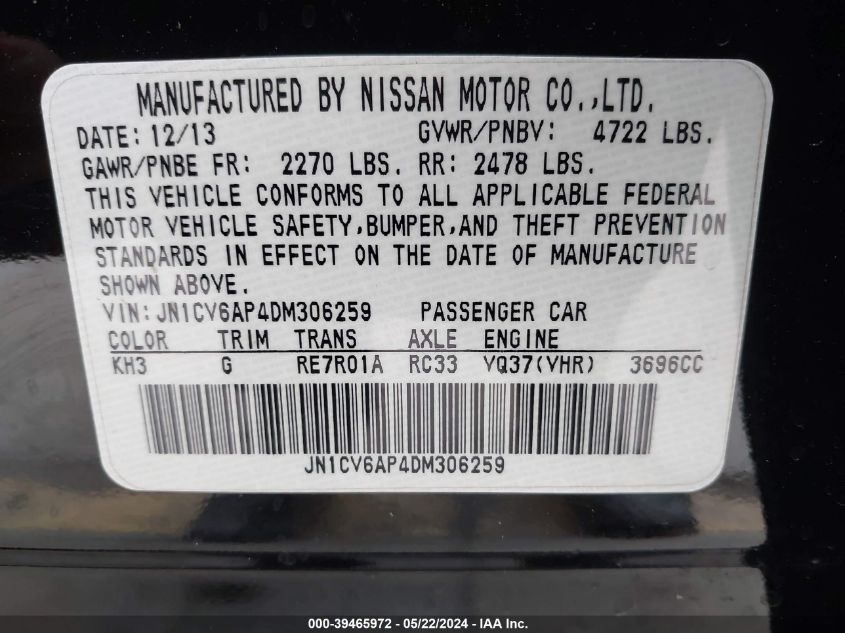 MANUFACTURED BY NISSAN MOTOR CO.,LTD.
DATE: 12/13 GVWR/PNBV: 4722 LBS.
GAWR/PNBE FR: 2270 LBS. RR: 2478 LBS.
THIS VEHICLE CONFORMS TO ALL APPLICABLE FEDERAL
MOTOR VEHICLE SAFETY,BUMPER,AND THEFT PREVENTION
STANDARDS IN EFFECT ON THE DATE OF MANUFACTURE
SHOWN ABOVE.
VIN: JN1CV6AP4DM306259 PASSENGER CAR
COLOR TRIM TRANS AXLE ENGINE
KH3 G RE7R01A RC33 VQ37(VHR) 3696CC
JN1CV6AP4DM306259
000-39465972 - 05/22/2024 - IAA, Inc.